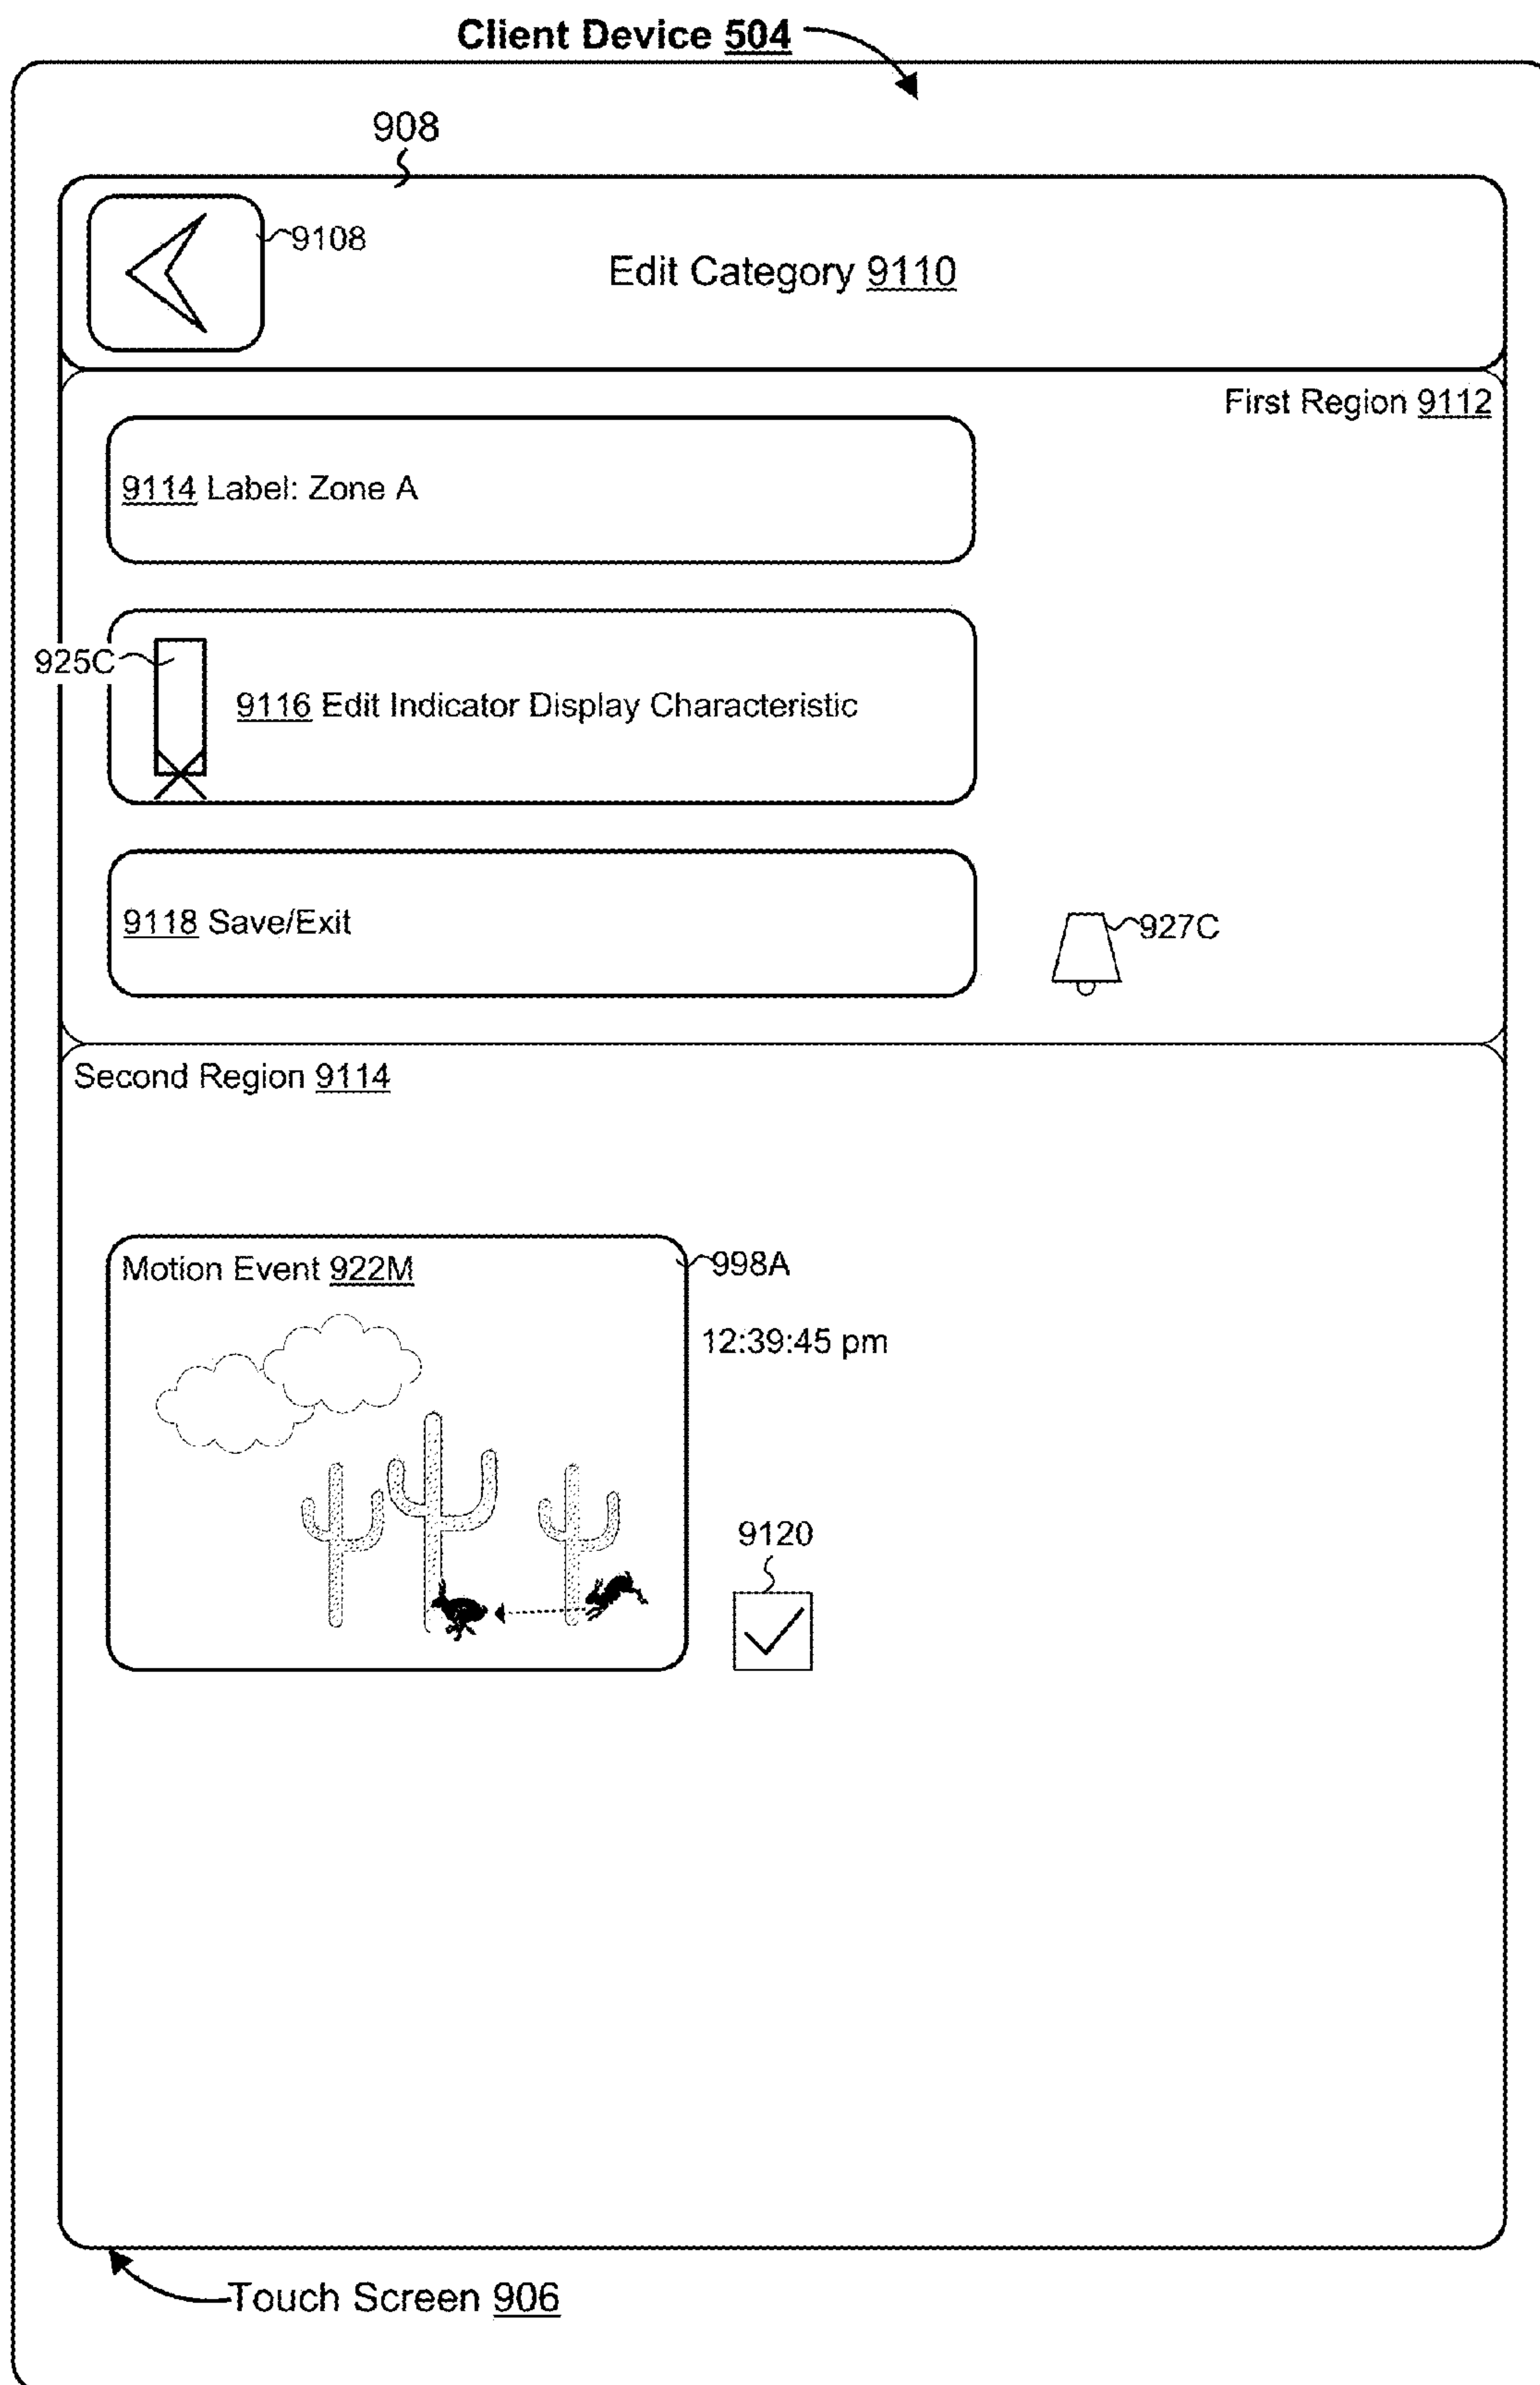 Client Device 504
908
9108
Edit Category 9110
First Region 9112
9114 Label: Zone A
925C
9116 Edit Indicator Display Characteristic
9118 Save/Exit
927C
Second Region 9114
Motion Event 922M
998A
12:39:45 pm
9120
Touch Screen 906